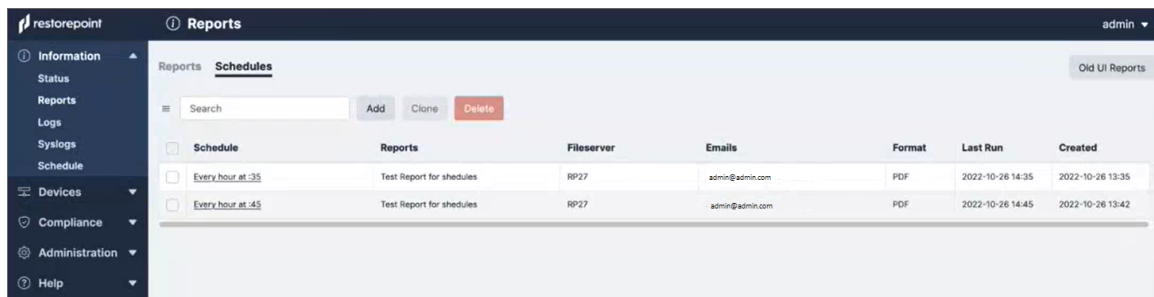 restorepoint
Reports
admin
Information
Status
Reports
Logs
Syslogs
Schedule
Devices
Compliance
Administration
Help
Reports Schedules
Old UI Reports
Search Add Clone Delete
Schedule Reports Fileserver Emails Format Last Run Created
Every hour at :35 Test Report for shedules RP27 admin@admin.com PDF 2022-10-26 14:35 2022-10-26 13:35
Every hour at :45 Test Report for shedules RP27 admin@admin.com PDF 2022-10-26 14:45 2022-10-26 13:42